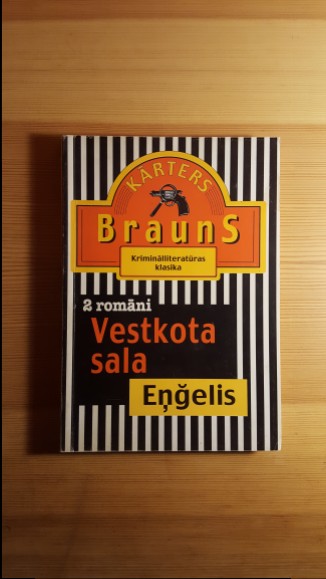 KARTERS
BraunS
Kriminālliteratūras
klasika
2 romāni
Vestkota
sala
Eņģelis